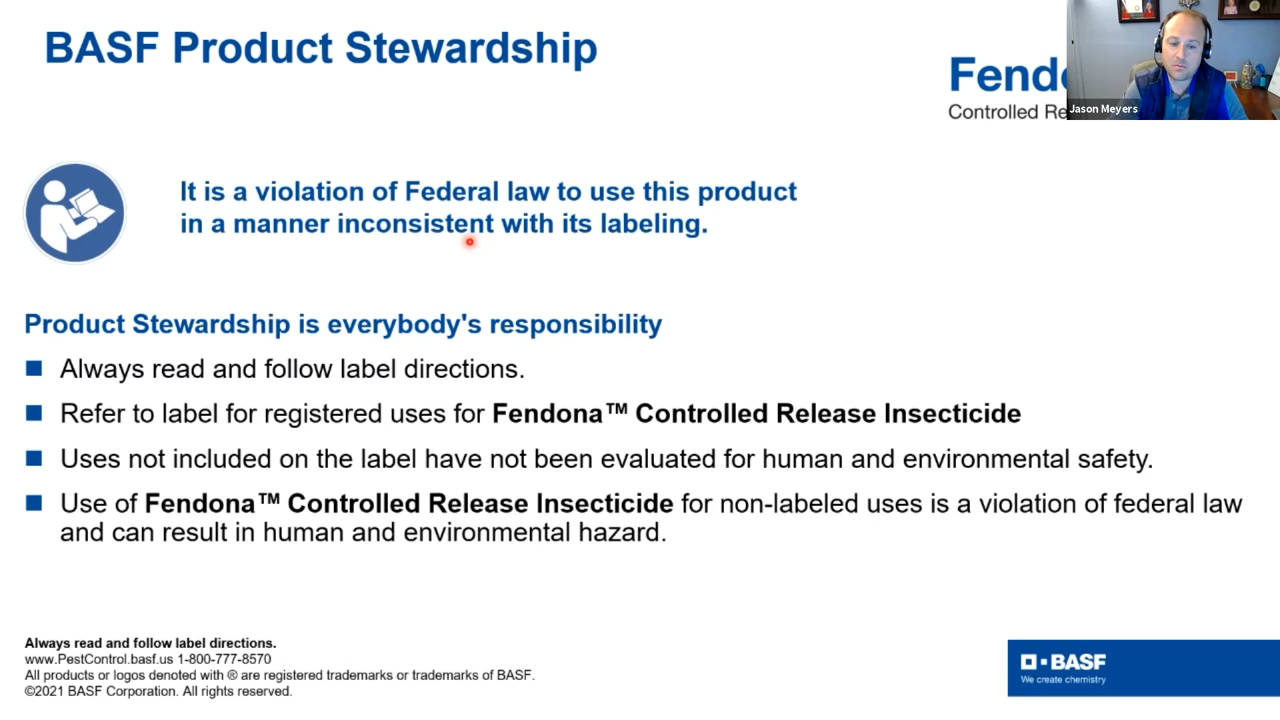 BASF Product Stewardship
Controlled
Jason Meyers
It is a violation of Federal law to use this product
in a manner inconsistent with its labeling.
Product Stewardship is everybody's responsibility
Always read and follow label directions.
Refer to label for registered uses for Fendona™ Controlled Release Insecticide
Uses not included on the label have not been evaluated for human and environmental safety.
Use of Fendona™ Controlled Release Insecticide for non-labeled uses is a violation of federal law
and can result in human and environmental hazard.
Always read and follow label directions.
www.PestControl.basf.us 1-800-777-8570
All products or logos denoted with ® are registered trademarks or trademarks of BASF.
©2021 BASF Corporation. All rights reserved.
BASF
We create chemistry